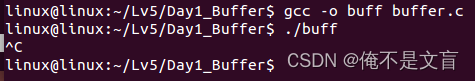 linux@linux:~/Lv5/Day1_Buffer$ gcc -o buff buffer.c
linux@linux:~/Lv5/Day1_Buffer$ ./buff
^C
linux@linux:~/Lv5/Day1_Buffer$
CSDN @俺不是文盲